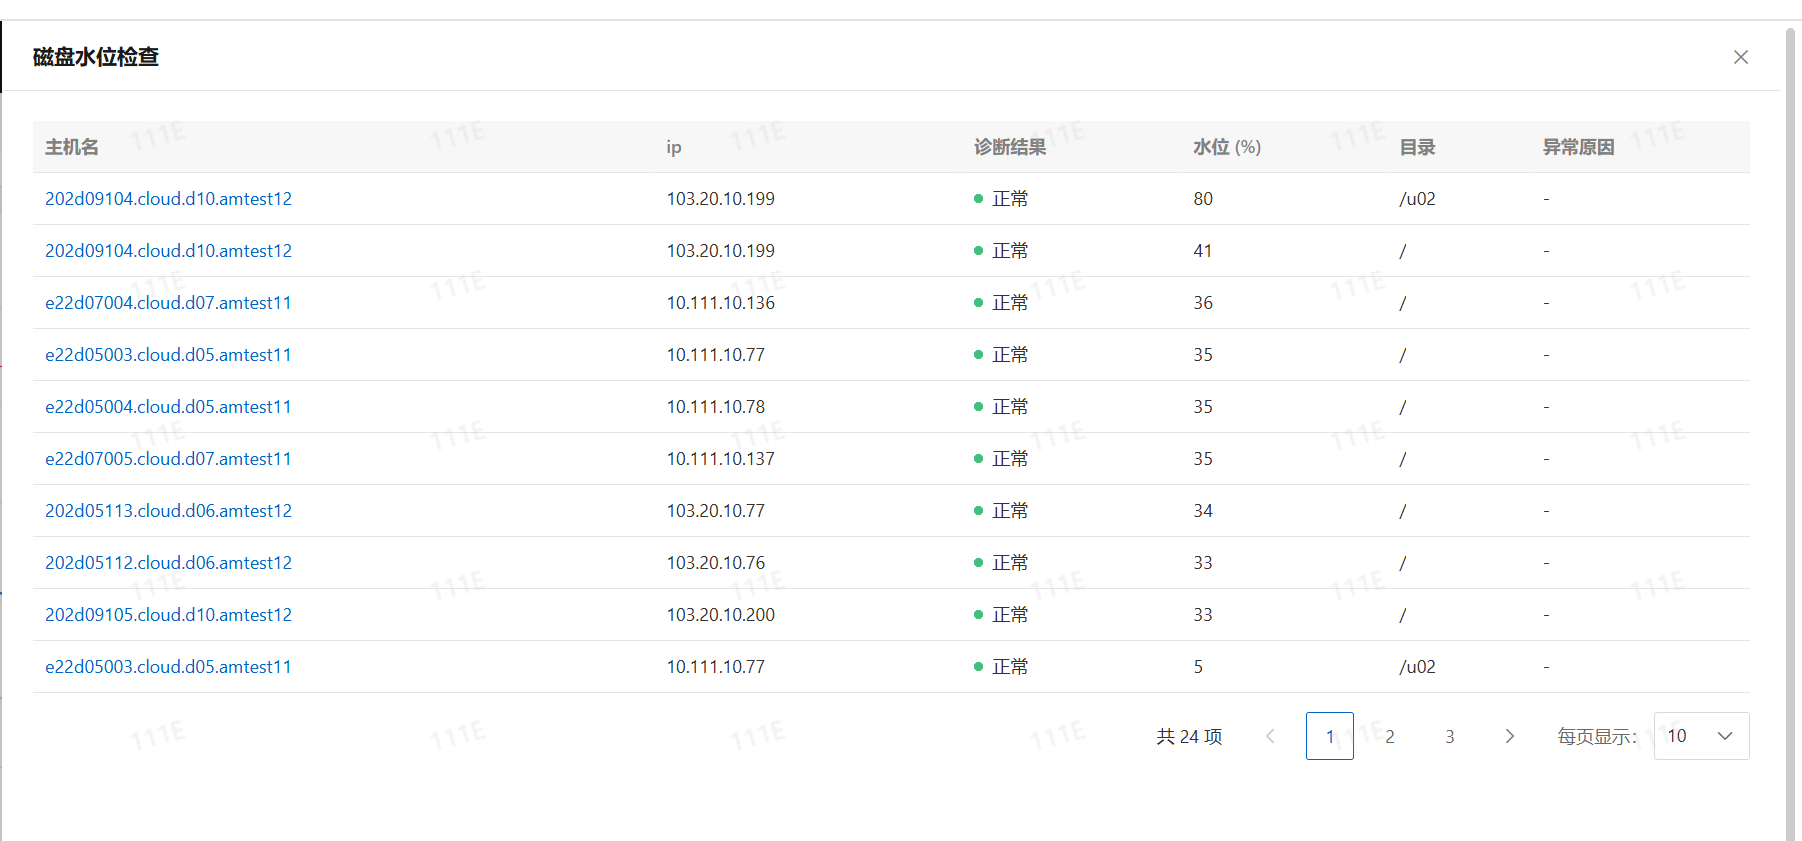 磁盘水位检查
主机名 ip 诊断结果 水位 (%) 目录 异常原因
202d09104.cloud.d10.amtest12 103.20.10.199 正常 80 /u02 -
202d09104.cloud.d10.amtest12 103.20.10.199 正常 41 / -
e22d07004.cloud.d07.amtest11 10.111.10.136 正常 36 / -
e22d05003.cloud.d05.amtest11 10.111.10.77 正常 35 / -
e22d05004.cloud.d05.amtest11 10.111.10.78 正常 35 / -
e22d07005.cloud.d07.amtest11 10.111.10.137 正常 35 / -
202d05113.cloud.d06.amtest12 103.20.10.77 正常 34 / -
202d05112.cloud.d06.amtest12 103.20.10.76 正常 33 / -
202d09105.cloud.d10.amtest12 103.20.10.200 正常 33 / -
e22d05003.cloud.d05.amtest11 10.111.10.77 正常 5 /u02 -
共 24 项 1 2 3 每页显示： 10
111E